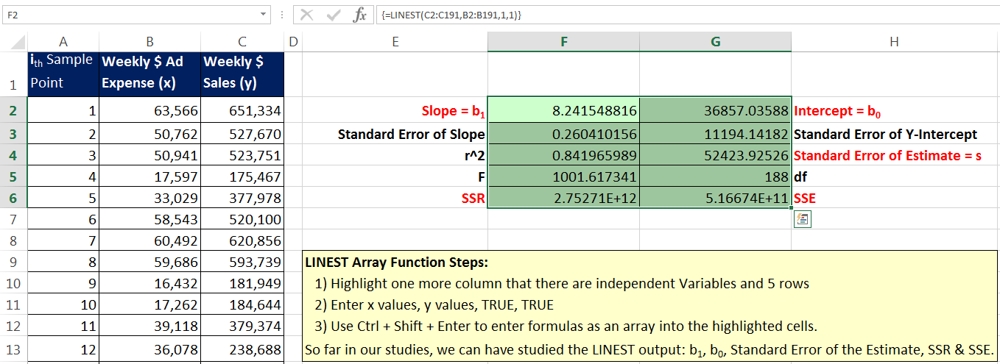 F2 {=LINEST(C2:C191,B2:B191,1,1)}
A B C D E F G H
1 ith Sample Point Weekly $ Ad Expense (x) Weekly $ Sales (y)
2 1 63,566 651,334 Slope = b1 8.241548816 36857.03588 Intercept = b0
3 2 50,762 527,670 Standard Error of Slope 0.260410156 11194.14182 Standard Error of Y-Intercept
4 3 50,941 523,751 r^2 0.841965989 52423.92526 Standard Error of Estimate = s
5 4 17,597 175,467 F 1001.617341 188 df
6 5 33,029 377,978 SSR 2.75271E+12 5.16674E+11 SSE
7 6 58,543 520,100
8 7 60,492 620,856
9 8 59,686 593,739 LINEST Array Function Steps:
10 9 16,432 181,949 1) Highlight one more column that there are independent Variables and 5 rows
11 10 17,262 184,644 2) Enter x values, y values, TRUE, TRUE
12 11 39,118 379,374 3) Use Ctrl + Shift + Enter to enter formulas as an array into the highlighted cells.
13 12 36,078 238,688 So far in our studies, we can have studied the LINEST output: b1, b0, Standard Error of the Estimate, SSR & SSE.